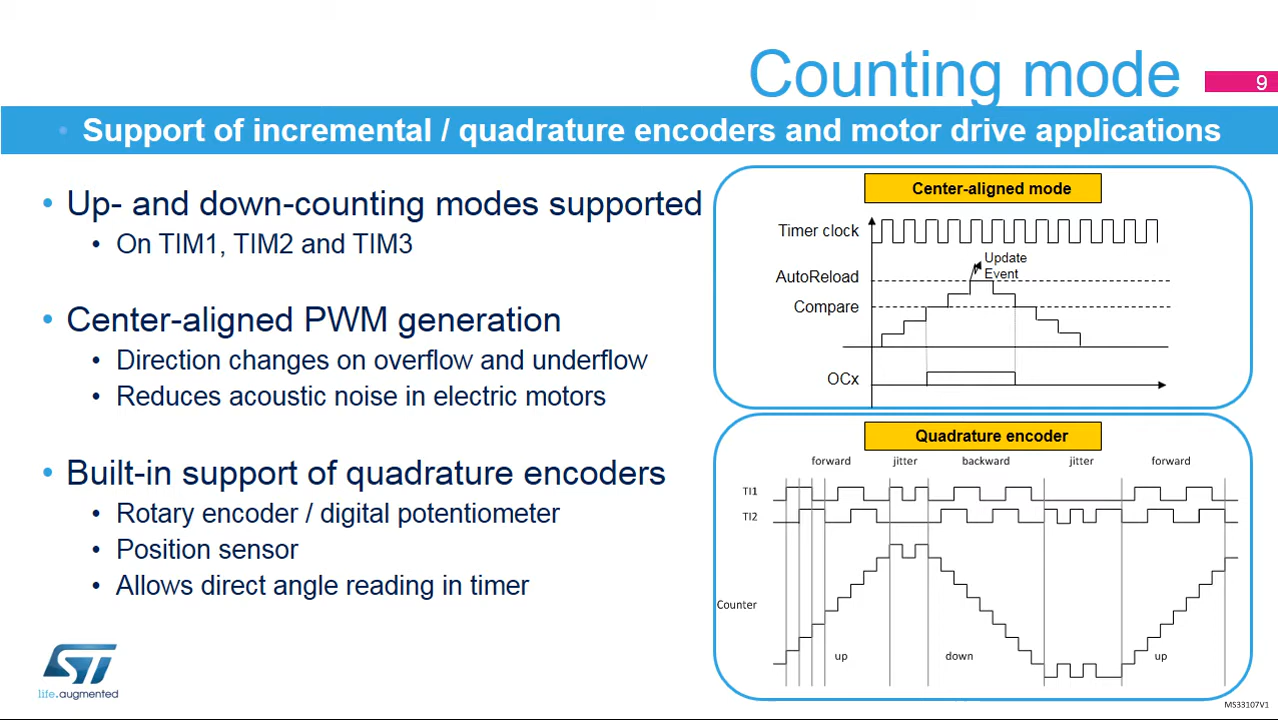 Counting mode
9
• Support of incremental / quadrature encoders and motor drive applications
• Up- and down-counting modes supported
• On TIM1, TIM2 and TIM3
• Center-aligned PWM generation
• Direction changes on overflow and underflow
• Reduces acoustic noise in electric motors
• Built-in support of quadrature encoders
• Rotary encoder / digital potentiometer
• Position sensor
• Allows direct angle reading in timer
Center-aligned mode
Timer clock
Update
Event
AutoReload
Compare
OCx
Quadrature encoder
forward jitter backward jitter forward
TI1
TI2
Counter
up down up
ST
life.augmented
MS33107V1